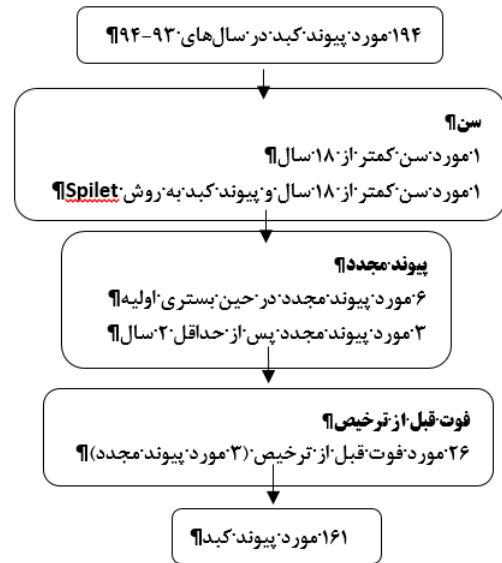 ۱۹۴ مورد پیوند کبد در سال‌های ۹۳-۹۴¶
سن¶
۱ مورد سن کمتر از ۱۸ سال¶
۱ مورد سن کمتر از ۱۸ سال و پیوند کبد به روش Spilet¶
پیوند مجدد¶
۶ مورد پیوند مجدد در حین بستری اولیه¶
۳ مورد پیوند مجدد پس از حداقل ۲ سال¶
فوت قبل از ترخیص¶
۲۶ مورد فوت قبل از ترخیص (۳ مورد پیوند مجدد)¶
۱۶۱ مورد پیوند کبد¶